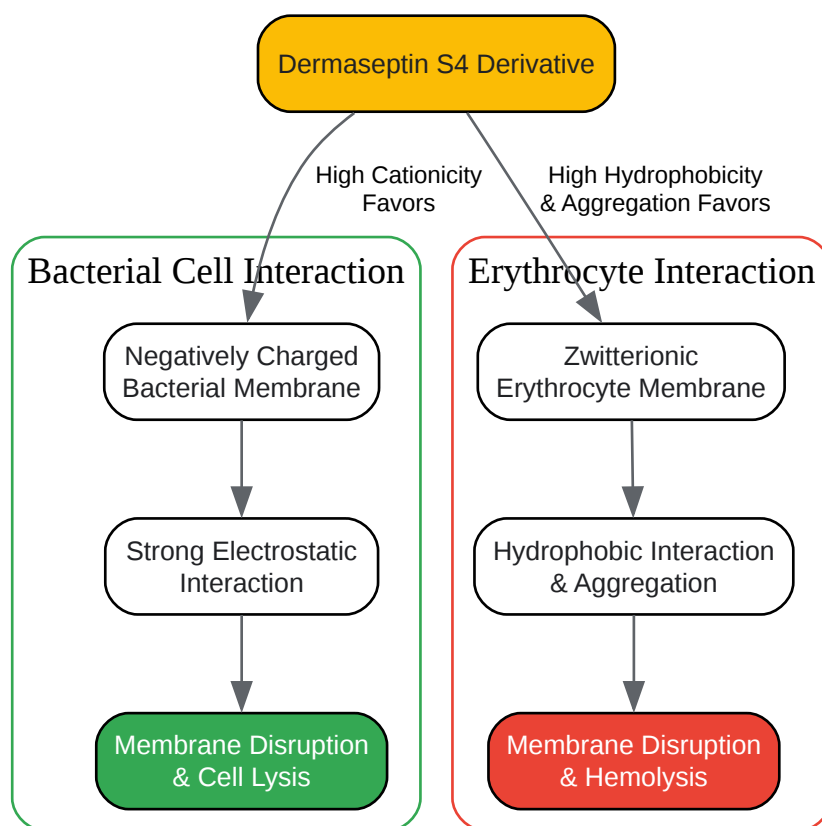 Dermaseptin S4 Derivative
High Cationicity
Favors
High Hydrophobicity
& Aggregation Favors
Bacterial Cell Interaction
Negatively Charged
Bacterial Membrane
Strong Electrostatic
Interaction
Membrane Disruption
& Cell Lysis
Erythrocyte Interaction
Zwitterionic
Erythrocyte Membrane
Hydrophobic Interaction
& Aggregation
Membrane Disruption
& Hemolysis